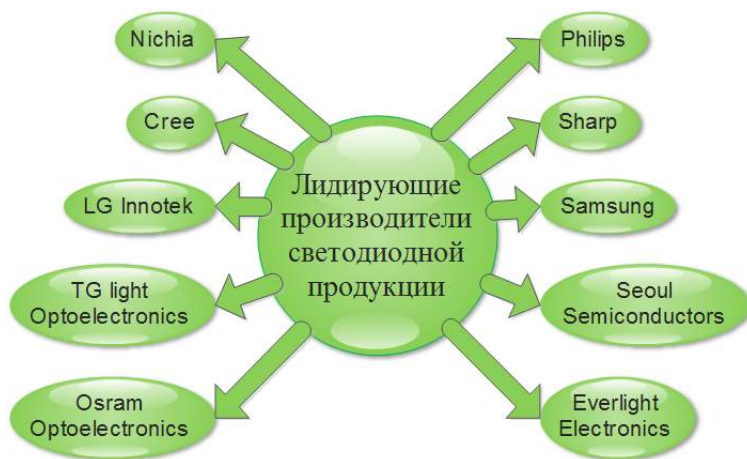 Nichia
Philips
Cree
Sharp
LG Innotek
Samsung
TG light
Optoelectronics
Seoul
Semiconductors
Osram
Optoelectronics
Everlight
Electronics
Лидирующие
производители
светодиодной
продукции